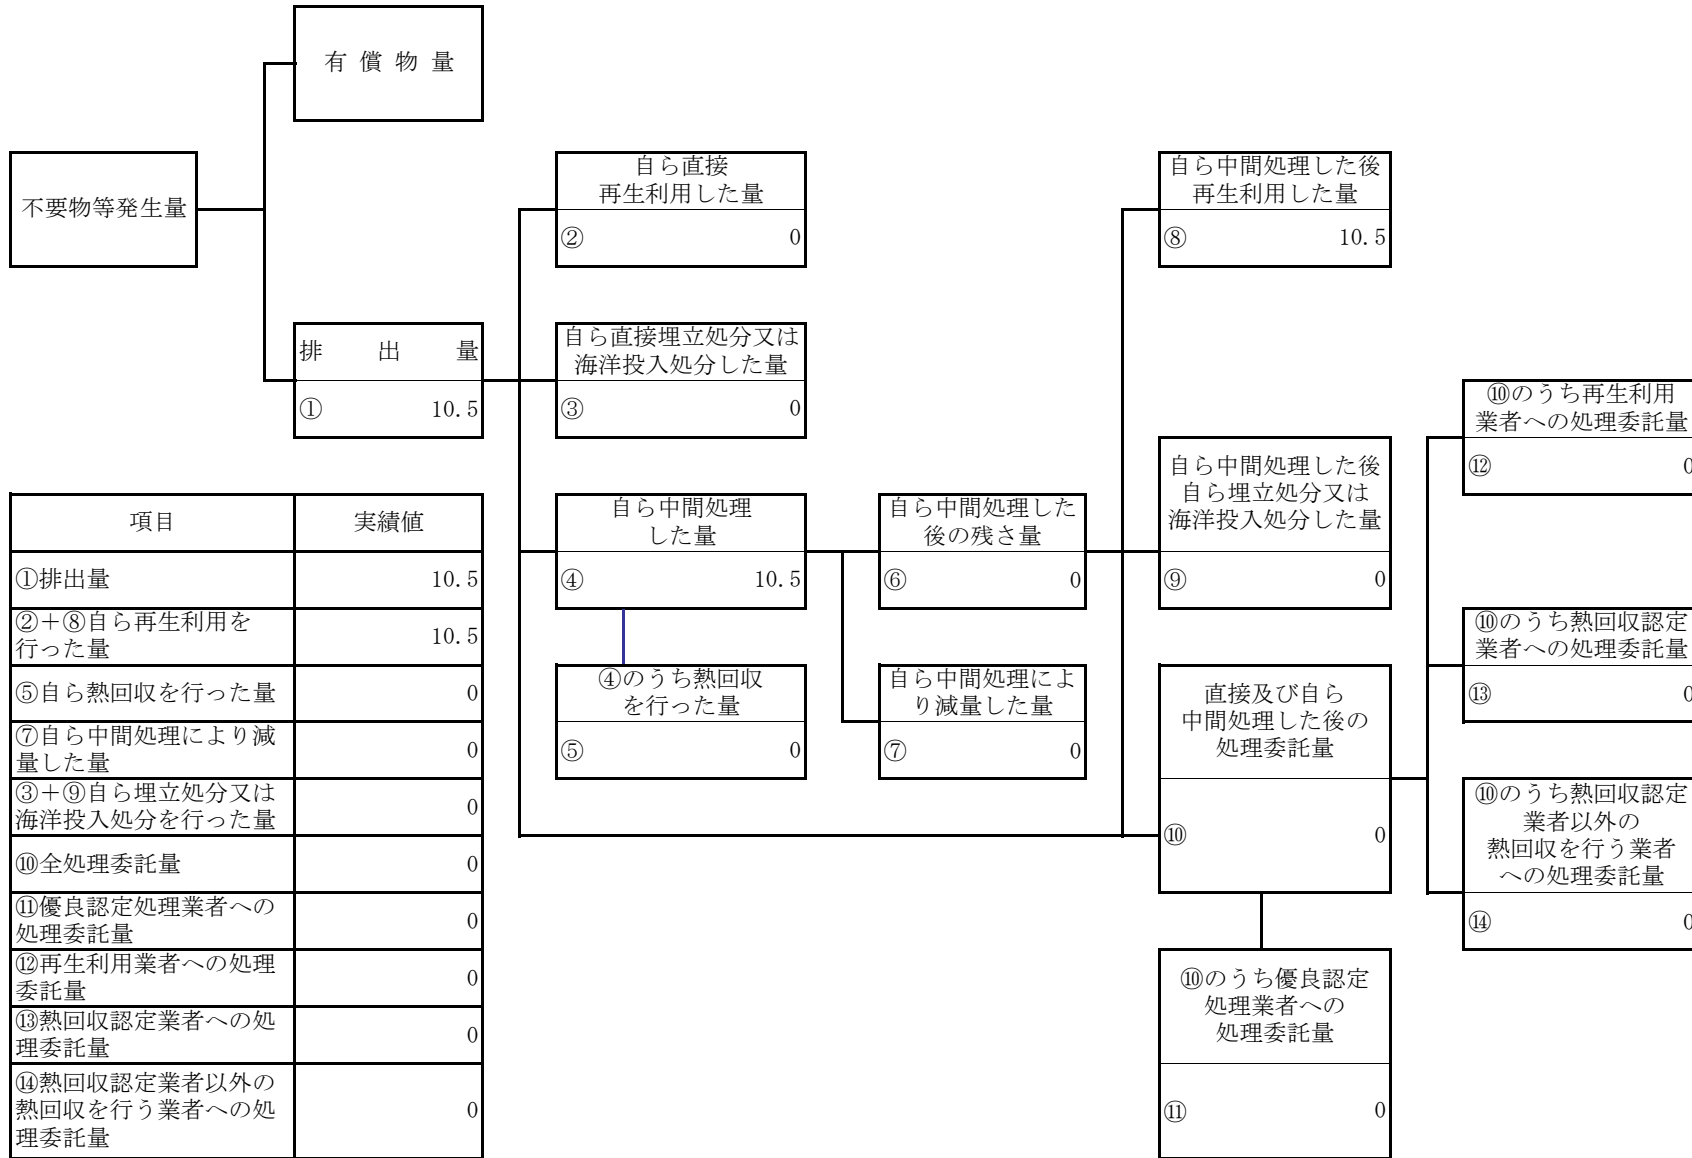 有償物量
不要物等発生量
排出量
① 10.5
自ら直接
再生利用した量
② 0
自ら直接埋立処分又は
海洋投入処分した量
③ 0
自ら中間処理
した量
④ 10.5
④のうち熱回収
を行った量
⑤ 0
自ら中間処理した
後の残さ量
⑥ 0
自ら中間処理によ
り減量した量
⑦ 0
自ら中間処理した後
再生利用した量
⑧ 10.5
自ら中間処理した後
自ら埋立処分又は
海洋投入処分した量
⑨ 0
直接及び自ら
中間処理した後の
処理委託量
⑩ 0
⑩のうち優良認定
処理業者への
処理委託量
⑪ 0
⑩のうち再生利用
業者への処理委託量
⑫ 0
⑩のうち熱回収認定
業者への処理委託量
⑬ 0
⑩のうち熱回収認定
業者以外の
熱回収を行う業者
への処理委託量
⑭ 0
項目 実績値
①排出量 10.5
②＋⑧自ら再生利用を
行った量 10.5
⑤自ら熱回収を行った量 0
⑦自ら中間処理により減
量した量 0
③＋⑨自ら埋立処分又は
海洋投入処分を行った量 0
⑩全処理委託量 0
⑪優良認定処理業者への
処理委託量 0
⑫再生利用業者への処理
委託量 0
⑬熱回収認定業者への処
理委託量 0
⑭熱回収認定業者以外の
熱回収を行う業者への処
理委託量 0